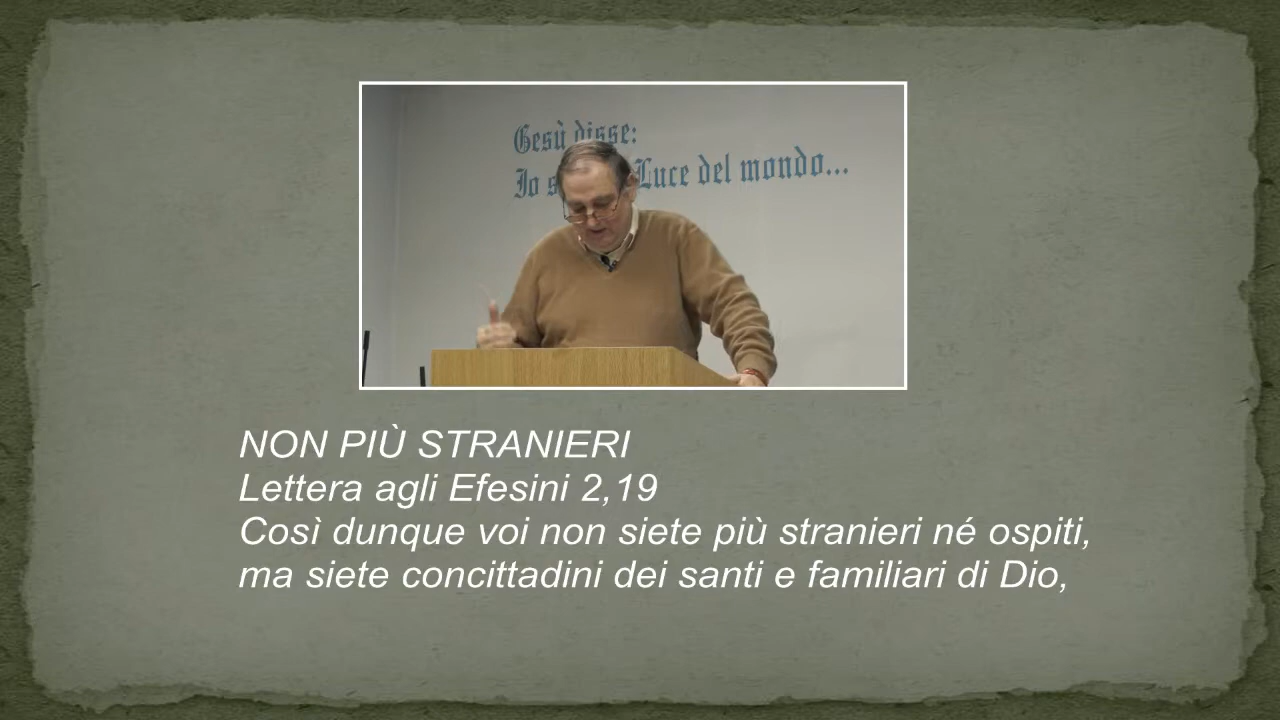 Gesù disse:
Io Luce del mondo...
NON PIÙ STRANIERI
Lettera agli Efesini 2,19
Così dunque voi non siete più stranieri né ospiti,
ma siete concittadini dei santi e familiari di Dio,